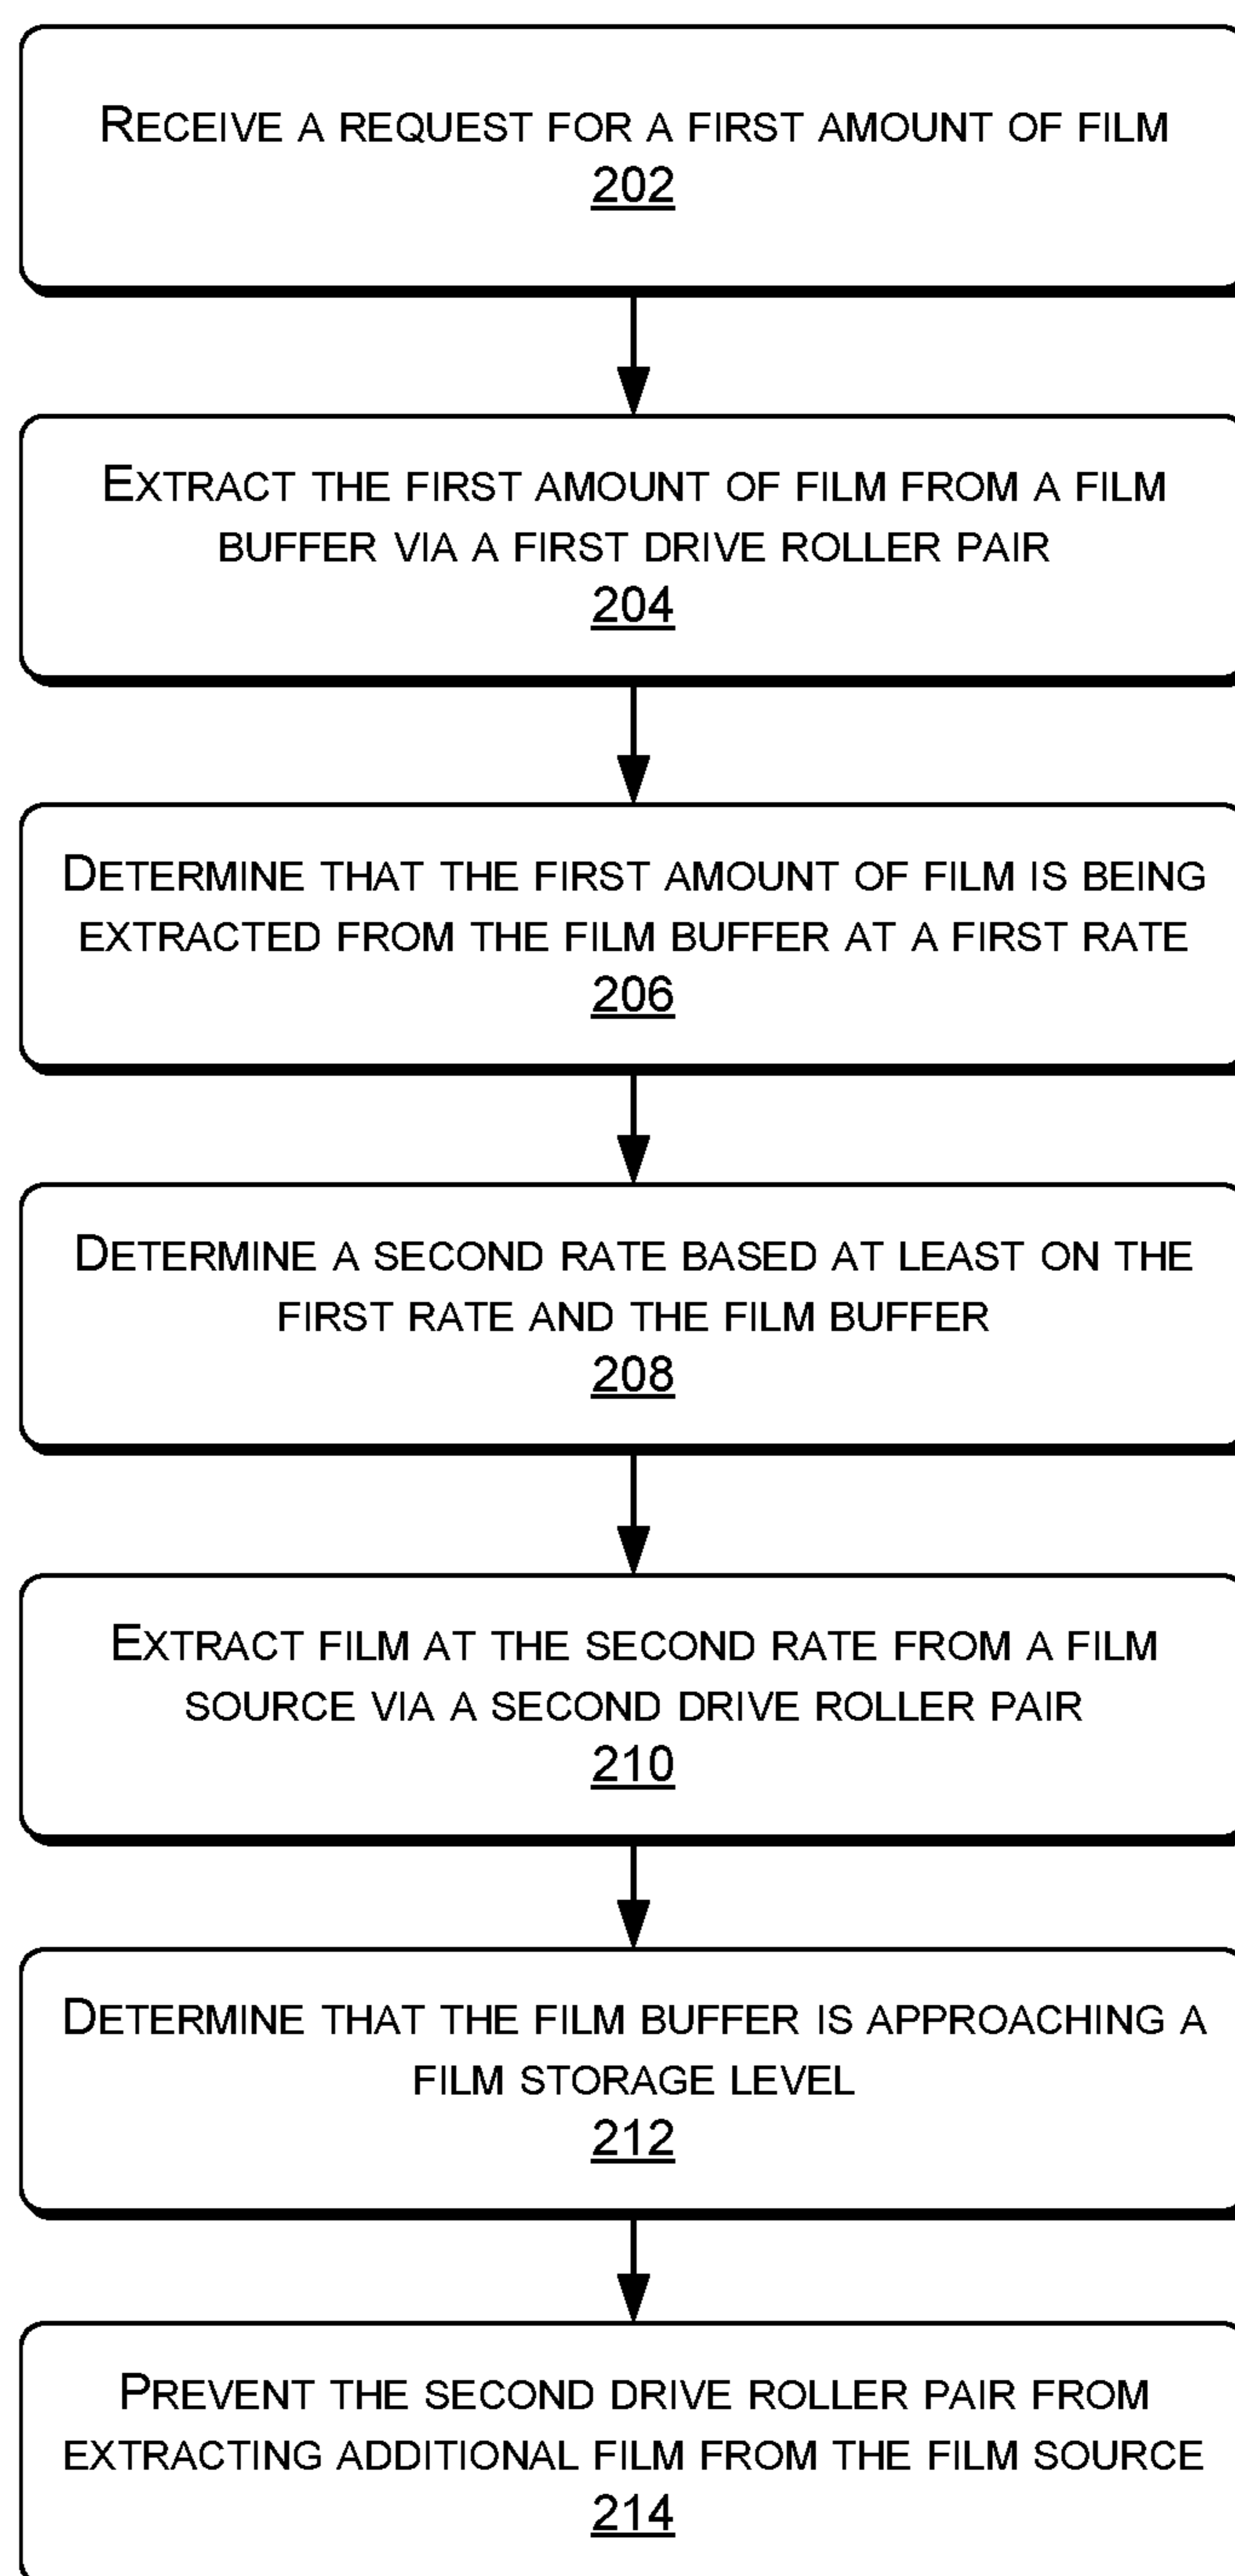 RECEIVE A REQUEST FOR A FIRST AMOUNT OF FILM
202
EXTRACT THE FIRST AMOUNT OF FILM FROM A FILM
BUFFER VIA A FIRST DRIVE ROLLER PAIR
204
DETERMINE THAT THE FIRST AMOUNT OF FILM IS BEING
EXTRACTED FROM THE FILM BUFFER AT A FIRST RATE
206
DETERMINE A SECOND RATE BASED AT LEAST ON THE
FIRST RATE AND THE FILM BUFFER
208
EXTRACT FILM AT THE SECOND RATE FROM A FILM
SOURCE VIA A SECOND DRIVE ROLLER PAIR
210
DETERMINE THAT THE FILM BUFFER IS APPROACHING A
FILM STORAGE LEVEL
212
PREVENT THE SECOND DRIVE ROLLER PAIR FROM
EXTRACTING ADDITIONAL FILM FROM THE FILM SOURCE
214